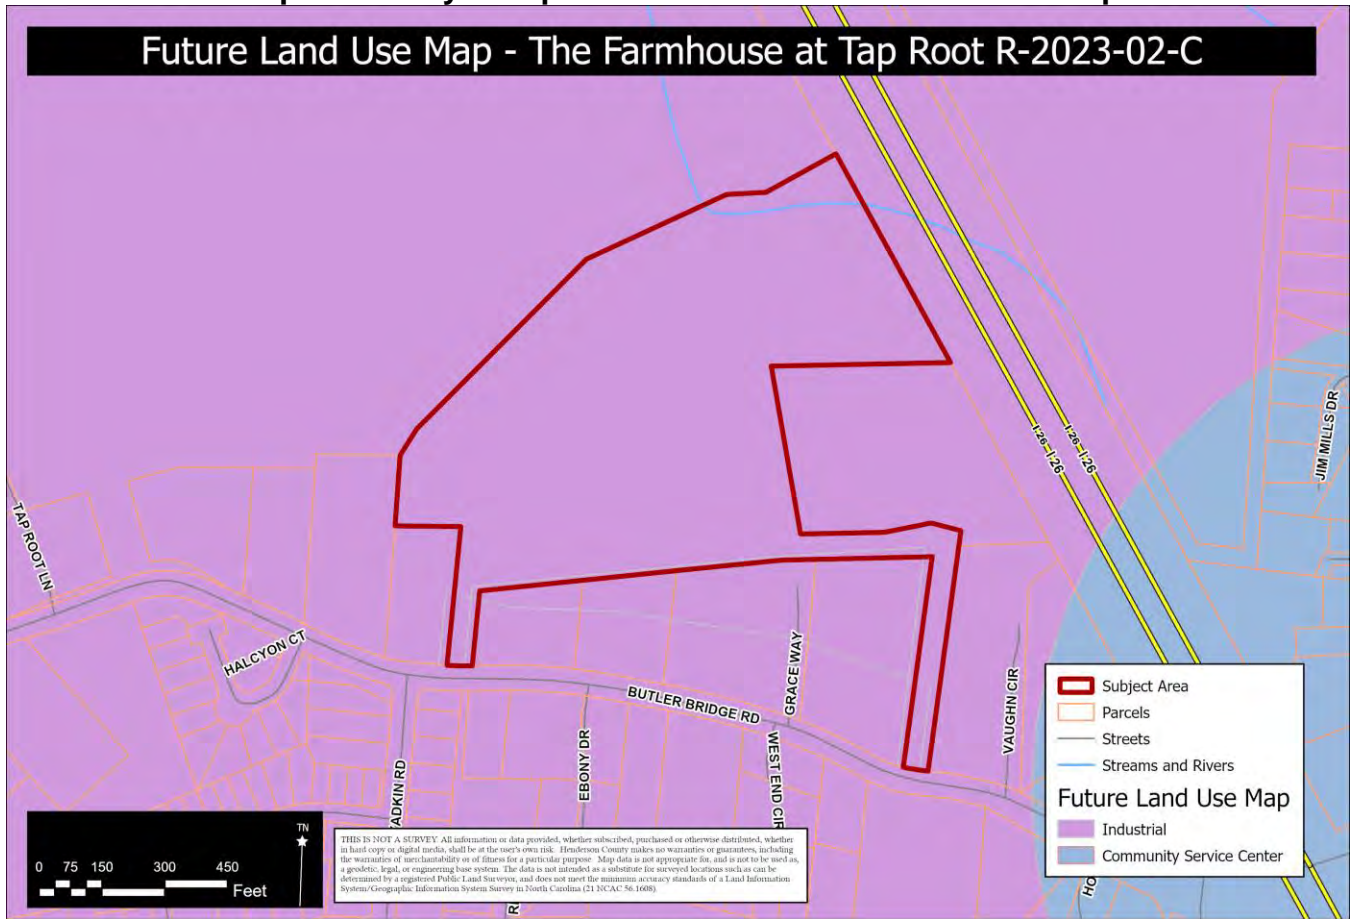 Future Land Use Map - The Farmhouse at Tap Root R-2023-02-C
I 26
I 26
I 26
I 26
JIM MILLS DR
TAP ROOT LN
HALCYON CT
BUTLER BRIDGE RD
GRACE WAY
VAUGHN CIR
EBONY DR
WEST END CIR
ADKIN RD
R
HO
Subject Area
Parcels
Streets
Streams and Rivers
Future Land Use Map
Industrial
Community Service Center
TN
0 75 150 300 450
Feet
THIS IS NOT A SURVEY. All information or data provided, whether subscribed, purchased or otherwise distributed, whether
in hard copy or digital media, shall be at the user's own risk. Henderson County makes no warranties or guarantees, including
the warranties of merchantability or of fitness for a particular purpose. Map data is not appropriate for, and is not to be used as,
a geodetic, legal, or engineering base system. The data is not intended as a substitute for surveyed locations such as can be
determined by a registered Public Land Surveyor, and does not meet the minimum accuracy standards of a Land Information
System/Geographic Information System Survey in North Carolina (21 NCAC 56.1608).